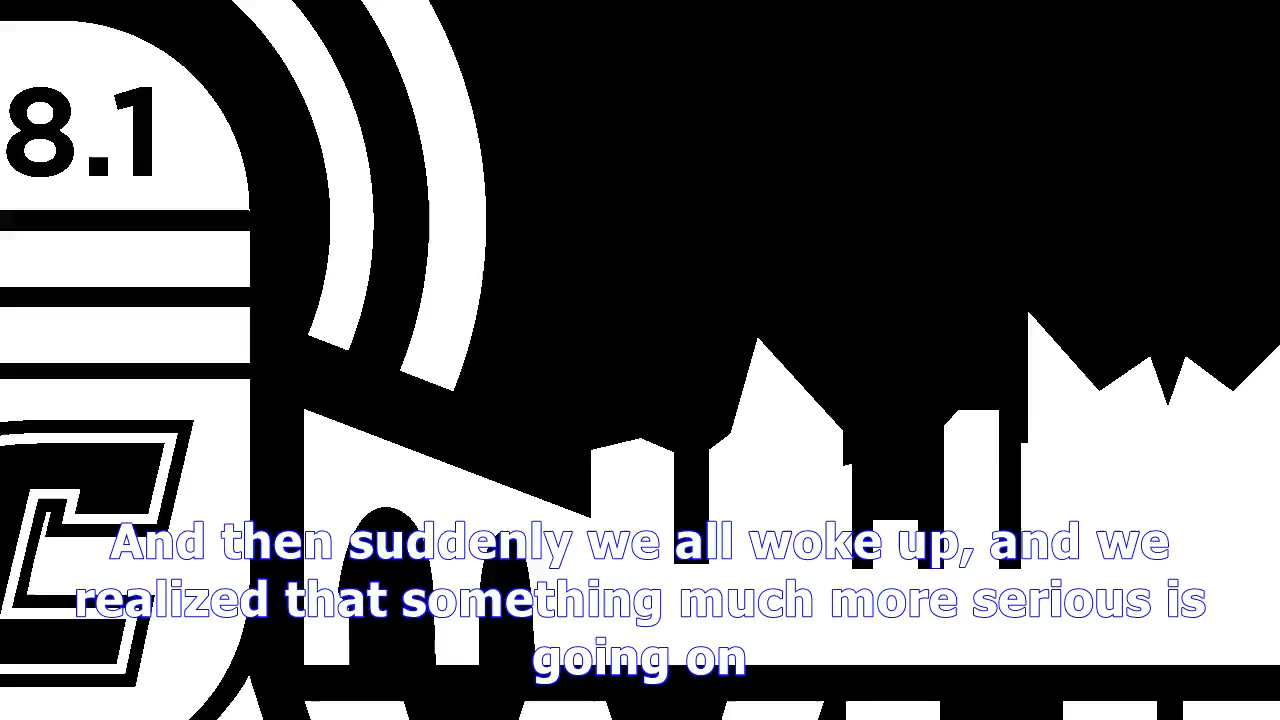 8.1
C
And then suddenly we all woke up, and we
realized that something much more serious is
going on